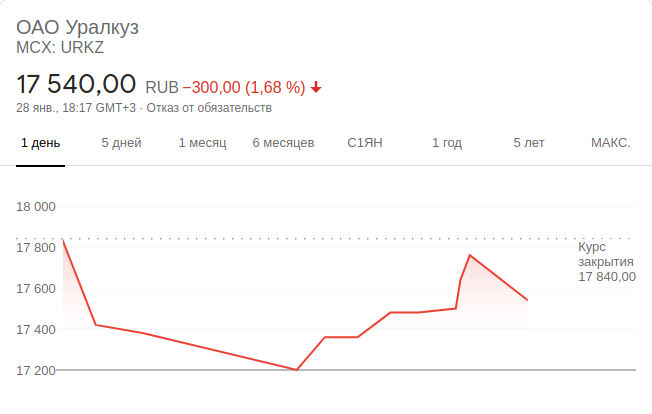 ОАО Уралкуз
MCX: URKZ
17 540,00 RUB −300,00 (1,68 %)
28 янв., 18:17 GMT+3 · Отказ от обязательств
1 день 5 дней 1 месяц 6 месяцев С1ЯН 1 год 5 лет МАКС.
18 000
17 800
17 600
17 400
17 200
Курс
закрытия
17 840,00